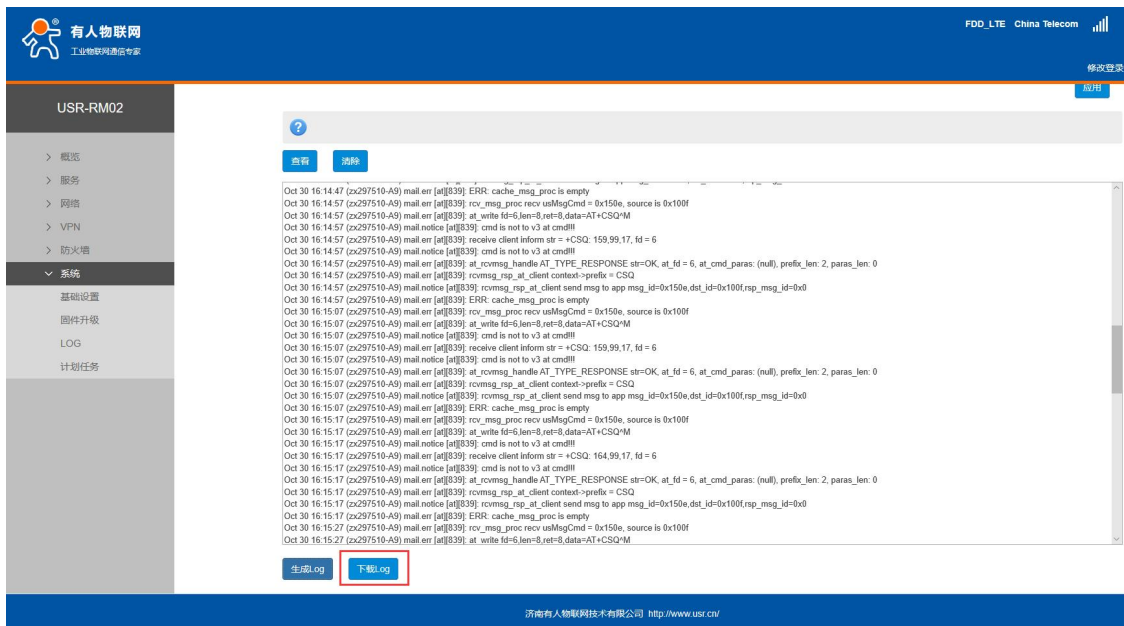 有人物联网
工业物联网通信专家
FDD_LTE China Telecom
修改登录
应用
USR-RM02
概览
服务
网络
VPN
防火墙
系统
基础设置
固件升级
LOG
计划任务
查看 清除
Oct 30 16:14:47 (zx297510-A9) mail.err [at][839]: ERR: cache_msg_proc is empty
Oct 30 16:14:57 (zx297510-A9) mail.err [at][839]: rcv_msg_proc recv usMsgCmd = 0x150e, source is 0x100f
Oct 30 16:14:57 (zx297510-A9) mail.err [at][839]: at_write fd=6,len=8,ret=8,data=AT+CSQ^M
Oct 30 16:14:57 (zx297510-A9) mail.notice [at][839]: cmd is not to v3 at cmd!!!
Oct 30 16:14:57 (zx297510-A9) mail.err [at][839]: receive client inform str = +CSQ: 159,99,17, fd = 6
Oct 30 16:14:57 (zx297510-A9) mail.notice [at][839]: cmd is not to v3 at cmd!!!
Oct 30 16:14:57 (zx297510-A9) mail.err [at][839]: at_rcvmsg_handle AT_TYPE_RESPONSE str=OK, at_fd = 6, at_cmd_paras: (null), prefix_len: 2, paras_len: 0
Oct 30 16:14:57 (zx297510-A9) mail.err [at][839]: rcvmsg_rsp_at_client context->prefix = CSQ
Oct 30 16:14:57 (zx297510-A9) mail.notice [at][839]: rcvmsg_rsp_at_client send msg to app msg_id=0x150e,dst_id=0x100f,rsp_msg_id=0x0
Oct 30 16:14:57 (zx297510-A9) mail.err [at][839]: ERR: cache_msg_proc is empty
Oct 30 16:15:07 (zx297510-A9) mail.err [at][839]: rcv_msg_proc recv usMsgCmd = 0x150e, source is 0x100f
Oct 30 16:15:07 (zx297510-A9) mail.err [at][839]: at_write fd=6,len=8,ret=8,data=AT+CSQ^M
Oct 30 16:15:07 (zx297510-A9) mail.notice [at][839]: cmd is not to v3 at cmd!!!
Oct 30 16:15:07 (zx297510-A9) mail.err [at][839]: receive client inform str = +CSQ: 159,99,17, fd = 6
Oct 30 16:15:07 (zx297510-A9) mail.notice [at][839]: cmd is not to v3 at cmd!!!
Oct 30 16:15:07 (zx297510-A9) mail.err [at][839]: at_rcvmsg_handle AT_TYPE_RESPONSE str=OK, at_fd = 6, at_cmd_paras: (null), prefix_len: 2, paras_len: 0
Oct 30 16:15:07 (zx297510-A9) mail.err [at][839]: rcvmsg_rsp_at_client context->prefix = CSQ
Oct 30 16:15:07 (zx297510-A9) mail.notice [at][839]: rcvmsg_rsp_at_client send msg to app msg_id=0x150e,dst_id=0x100f,rsp_msg_id=0x0
Oct 30 16:15:07 (zx297510-A9) mail.err [at][839]: ERR: cache_msg_proc is empty
Oct 30 16:15:17 (zx297510-A9) mail.err [at][839]: rcv_msg_proc recv usMsgCmd = 0x150e, source is 0x100f
Oct 30 16:15:17 (zx297510-A9) mail.err [at][839]: at_write fd=6,len=8,ret=8,data=AT+CSQ^M
Oct 30 16:15:17 (zx297510-A9) mail.notice [at][839]: cmd is not to v3 at cmd!!!
Oct 30 16:15:17 (zx297510-A9) mail.err [at][839]: receive client inform str = +CSQ: 164,99,17, fd = 6
Oct 30 16:15:17 (zx297510-A9) mail.notice [at][839]: cmd is not to v3 at cmd!!!
Oct 30 16:15:17 (zx297510-A9) mail.err [at][839]: at_rcvmsg_handle AT_TYPE_RESPONSE str=OK, at_fd = 6, at_cmd_paras: (null), prefix_len: 2, paras_len: 0
Oct 30 16:15:17 (zx297510-A9) mail.err [at][839]: rcvmsg_rsp_at_client context->prefix = CSQ
Oct 30 16:15:17 (zx297510-A9) mail.notice [at][839]: rcvmsg_rsp_at_client send msg to app msg_id=0x150e,dst_id=0x100f,rsp_msg_id=0x0
Oct 30 16:15:17 (zx297510-A9) mail.err [at][839]: ERR: cache_msg_proc is empty
Oct 30 16:15:27 (zx297510-A9) mail.err [at][839]: rcv_msg_proc recv usMsgCmd = 0x150e, source is 0x100f
Oct 30 16:15:27 (zx297510-A9) mail.err [at][839]: at_write fd=6,len=8,ret=8,data=AT+CSQ^M
生成Log 下载Log
济南有人物联网技术有限公司 http://www.usr.cn/